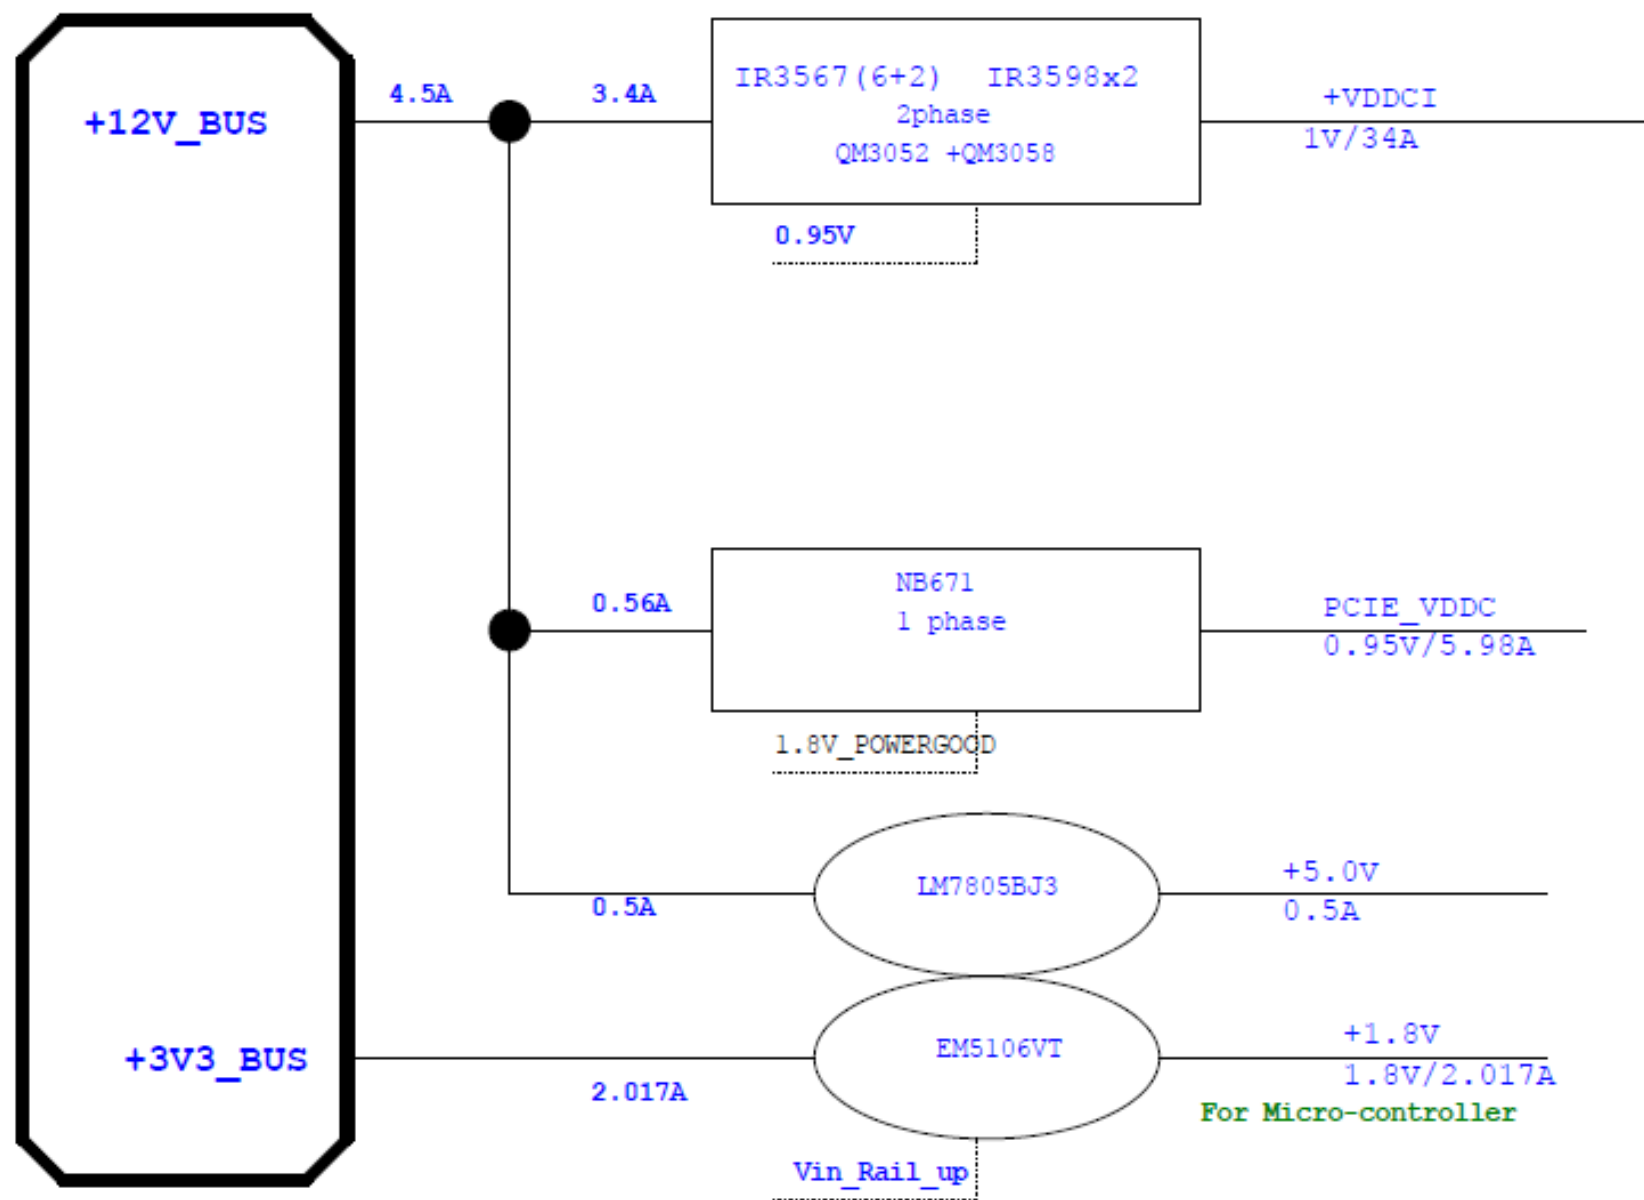 +12V_BUS
4.5A
3.4A
IR3567(6+2) IR3598x2
2phase
QM3052 +QM3058
+VDDCI
1V/34A
0.95V
0.56A
NB671
1 phase
PCIE_VDDC
0.95V/5.98A
1.8V_POWERGOOD
0.5A
LM7805BJ3
+5.0V
0.5A
+3V3_BUS
2.017A
EM5106VT
+1.8V
1.8V/2.017A
For Micro-controller
Vin_Rail_up